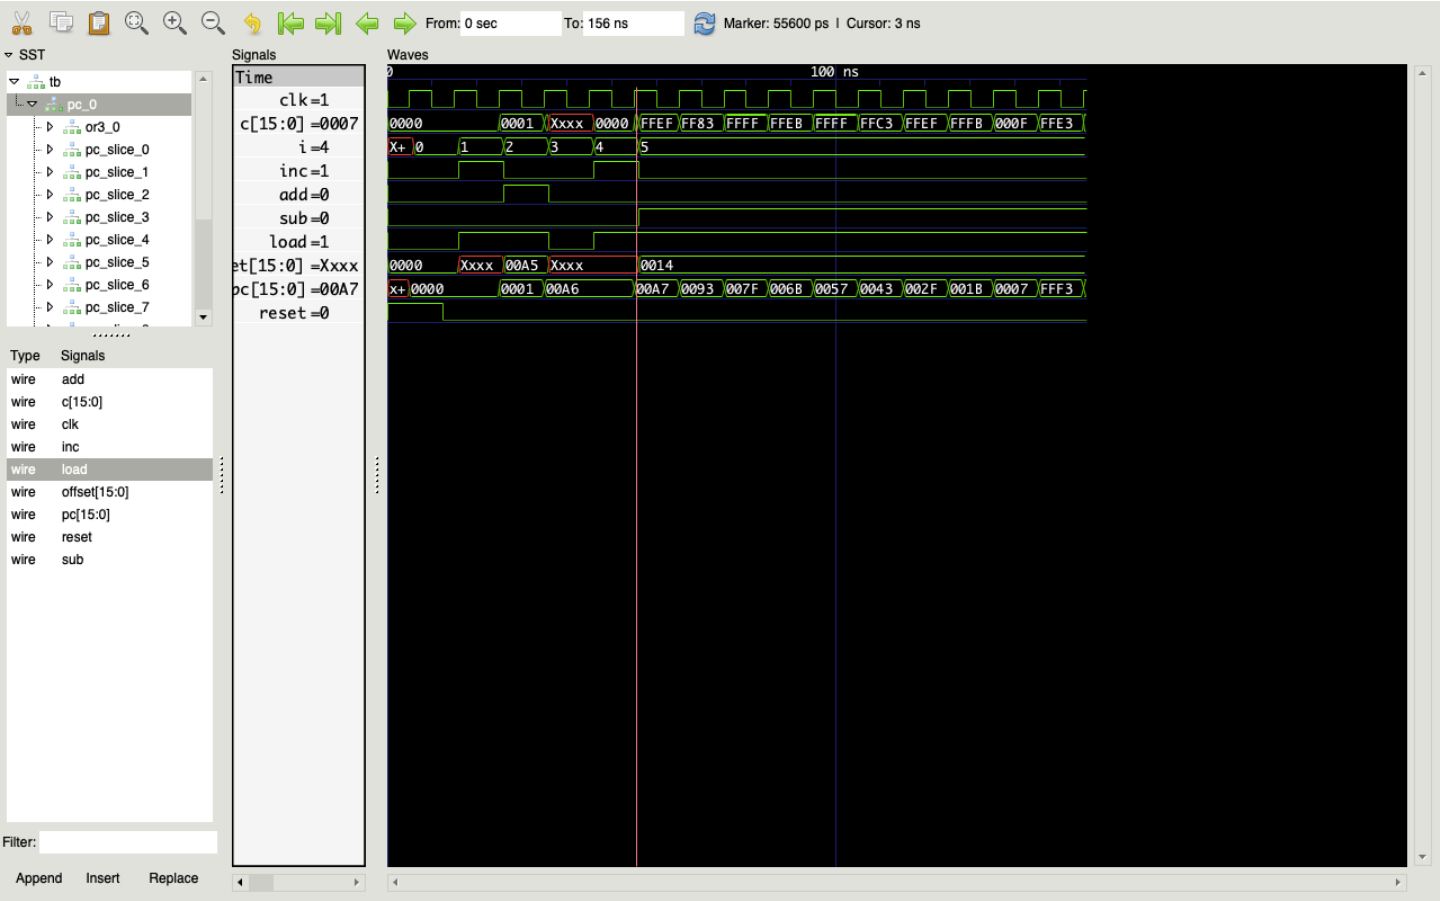 From: 0 sec To: 156 ns Marker: 55600 ps | Cursor: 3 ns
SST
tb
pc_0
or3_0
pc_slice_0
pc_slice_1
pc_slice_2
pc_slice_3
pc_slice_4
pc_slice_5
pc_slice_6
pc_slice_7
Type Signals
wire add
wire c[15:0]
wire clk
wire inc
wire load
wire offset[15:0]
wire pc[15:0]
wire reset
wire sub
Filter:
Append Insert Replace
Signals
Time
clk=1
c[15:0]=0007
i=4
inc=1
add=0
sub=0
load=1
et[15:0]=Xxxx
pc[15:0]=00A7
reset=0
Waves
0 100 ns
0000 0001 Xxxx 0000 FFEF FF83 FFFF FFEB FFFF FFC3 FFEF FFFB 000F FFE3
X+ 0 1 2 3 4 5
0000 Xxxx 00A5 Xxxx 0014
x+ 0000 0001 00A6 00A7 0093 007F 006B 0057 0043 002F 001B 0007 FFF3